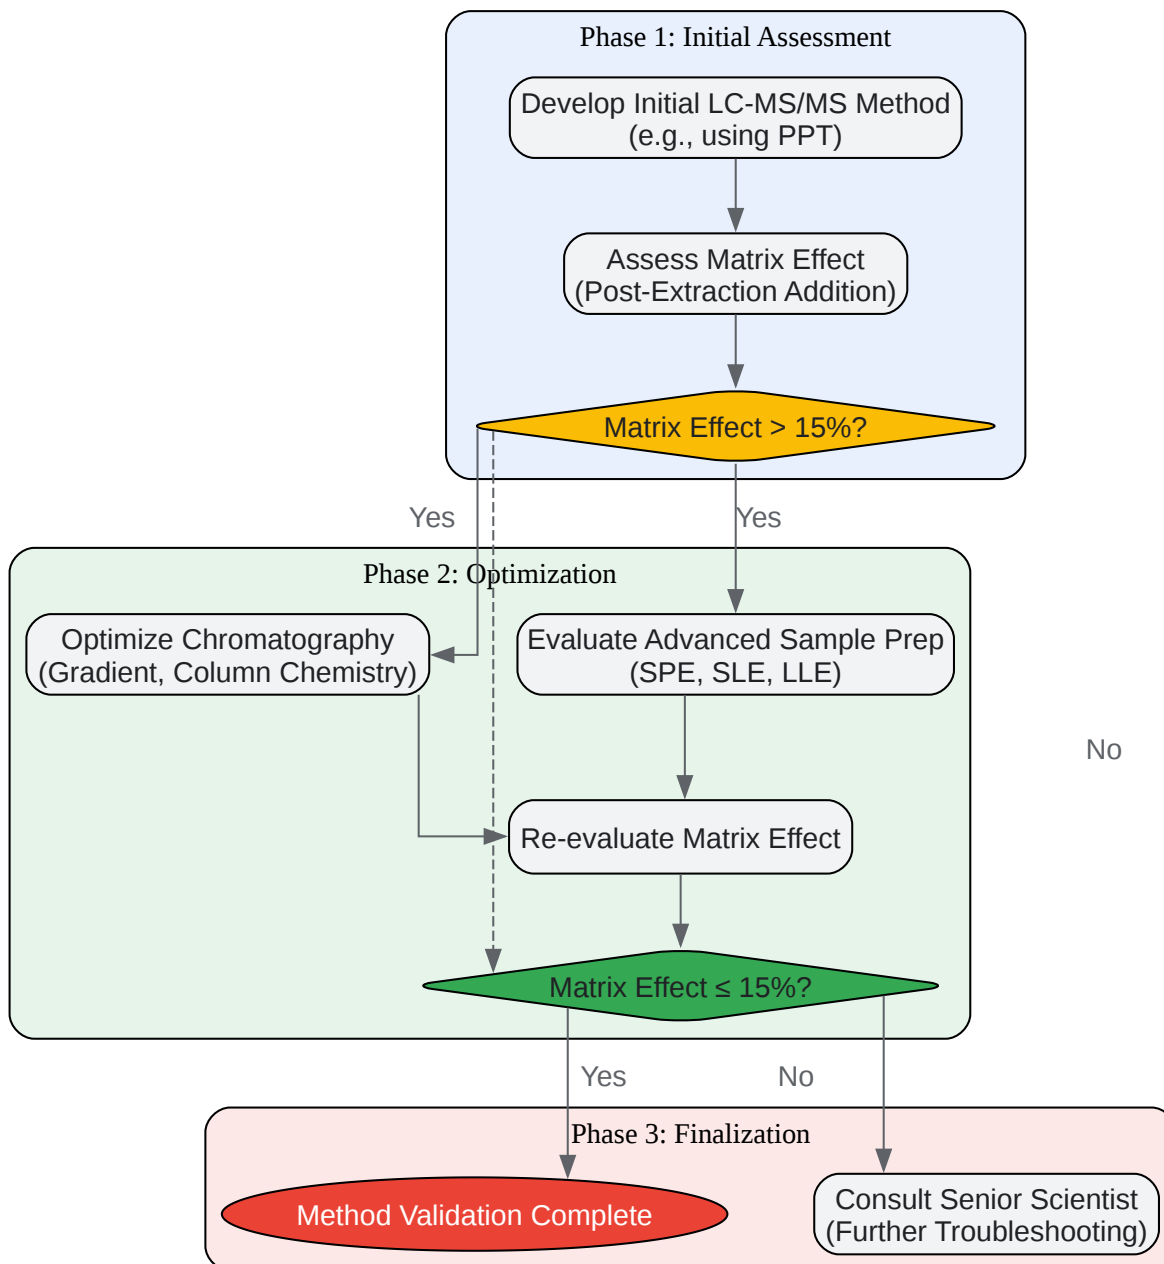 Phase 1: Initial Assessment
Develop Initial LC-MS/MS Method
(e.g., using PPT)
Assess Matrix Effect
(Post-Extraction Addition)
Matrix Effect > 15%?
Yes
Yes
Phase 2: Optimization
Optimize Chromatography
(Gradient, Column Chemistry)
Evaluate Advanced Sample Prep
(SPE, SLE, LLE)
No
Re-evaluate Matrix Effect
Matrix Effect ≤ 15%?
Yes
No
Phase 3: Finalization
Method Validation Complete
Consult Senior Scientist
(Further Troubleshooting)